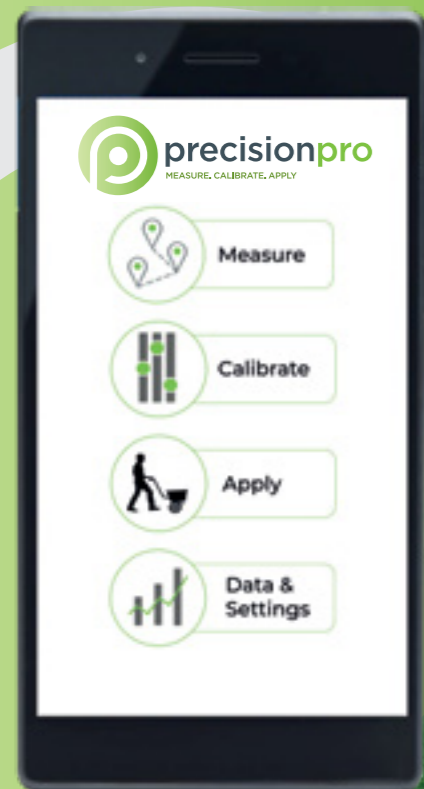 precisionpro
MEASURE. CALIBRATE. APPLY
Measure
Calibrate
Apply
Data &
Settings